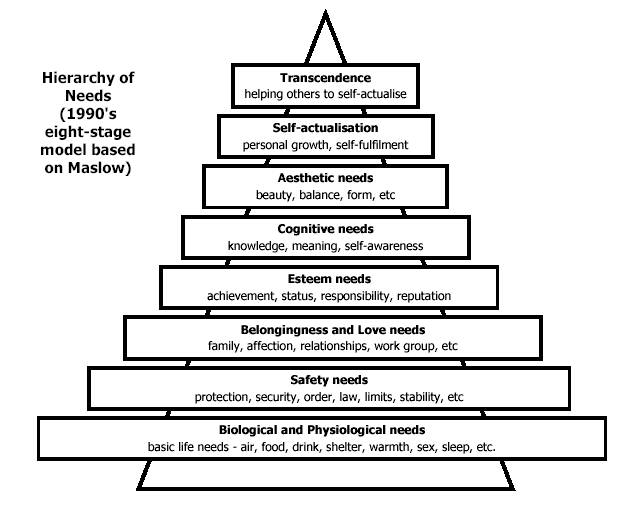 Hierarchy of
Needs
(1990's
eight-stage
model based
on Maslow)
Transcendence
helping others to self-actualise
Self-actualisation
personal growth, self-fulfilment
Aesthetic needs
beauty, balance, form, etc
Cognitive needs
knowledge, meaning, self-awareness
Esteem needs
achievement, status, responsibility, reputation
Belongingness and Love needs
family, affection, relationships, work group, etc
Safety needs
protection, security, order, law, limits, stability, etc
Biological and Physiological needs
basic life needs - air, food, drink, shelter, warmth, sex, sleep, etc.